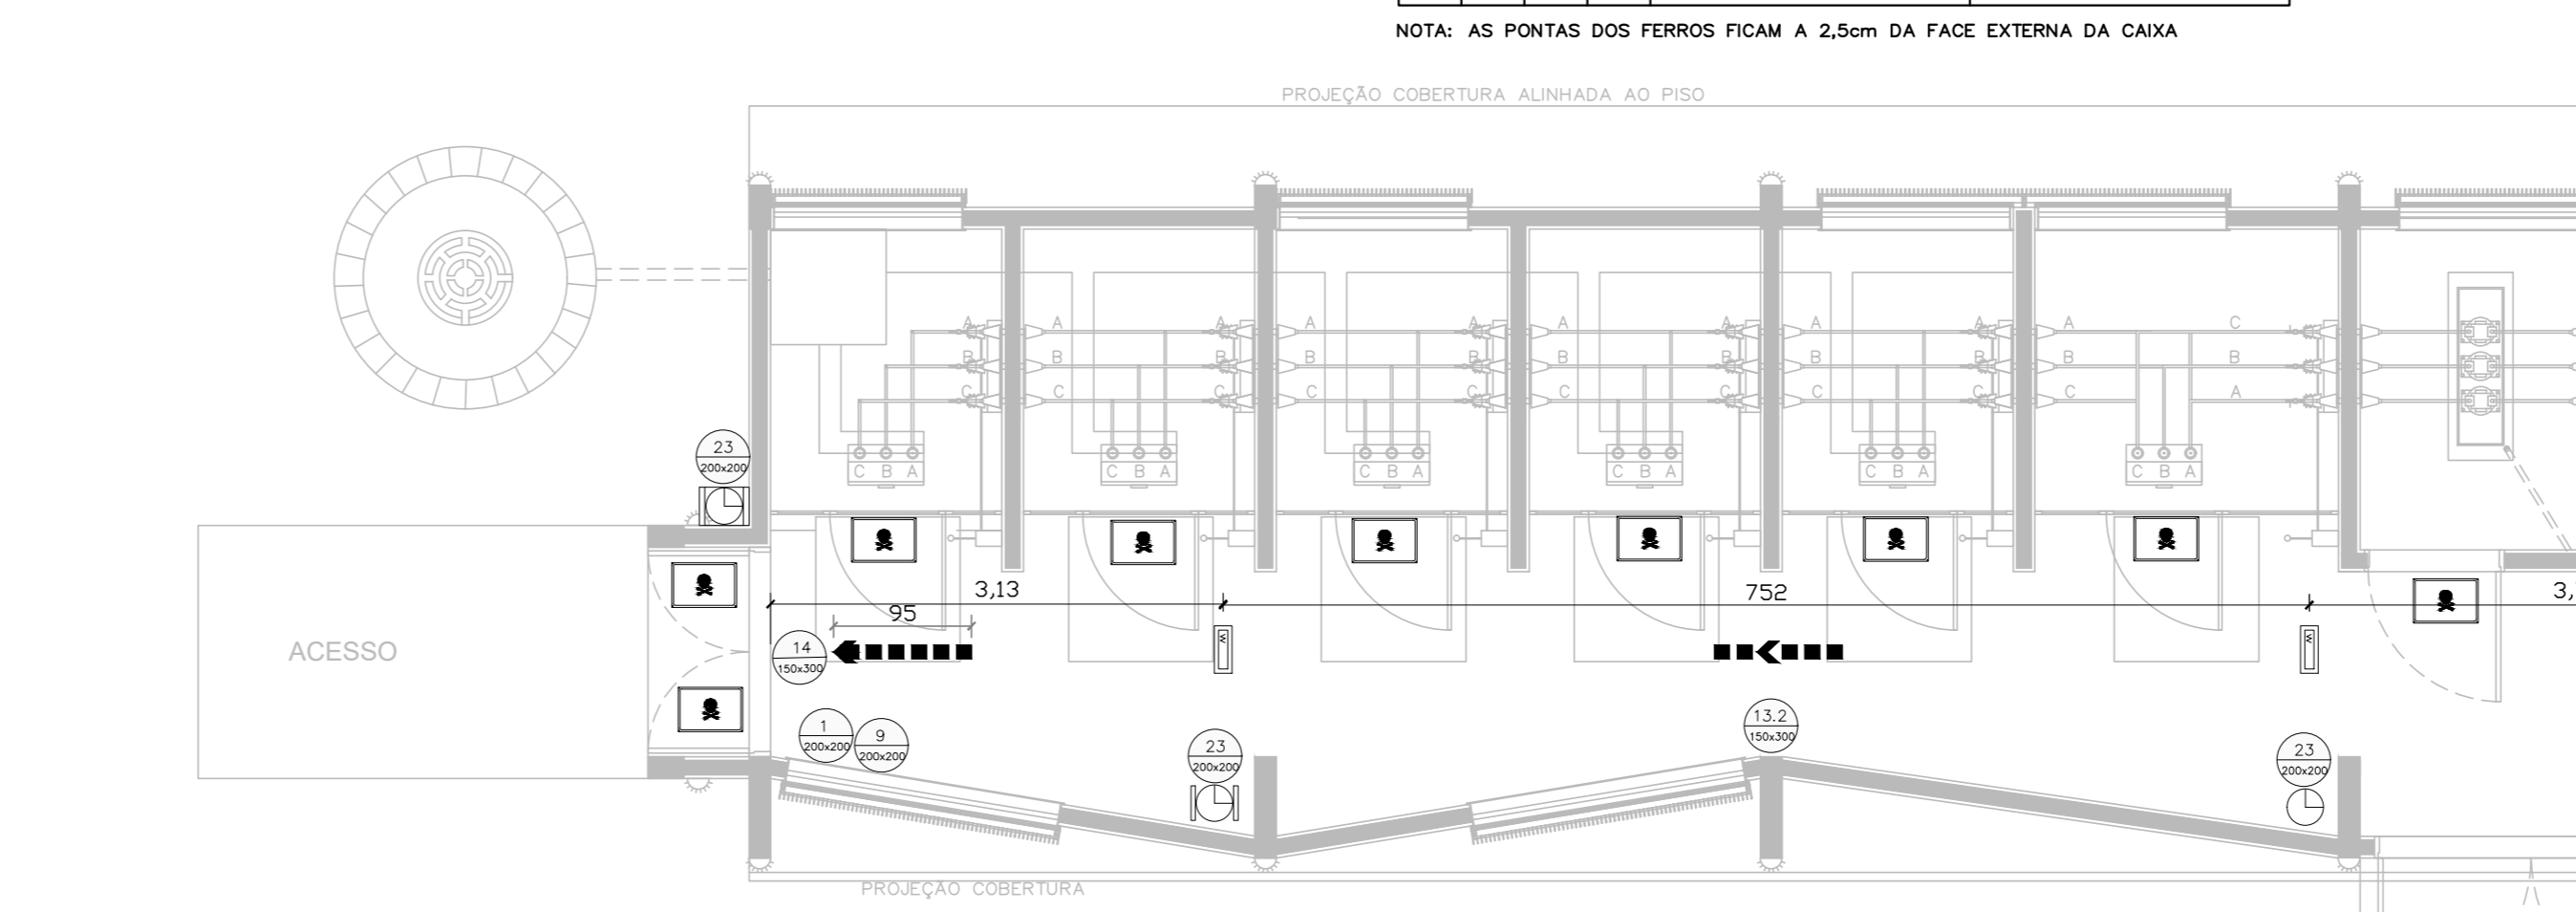 NOTA: AS PONTAS DOS FERROS FICAM A 2,5cm DA FACE EXTERNA DA CAIXA
PROJEÇÃO COBERTURA ALINHADA AO PISO
A A A A A A A A A A A C
B B B B B B B B B B B B
C C C C C C C C C C C A
23
200x200
C B A C B A C B A C B A C B A C B A
3,13
752
3,
95
ACESSO
14
150x300
W
W
1
200x200
9
200x200
23
200x200
13.2
150x300
23
200x200
PROJEÇÃO COBERTURA